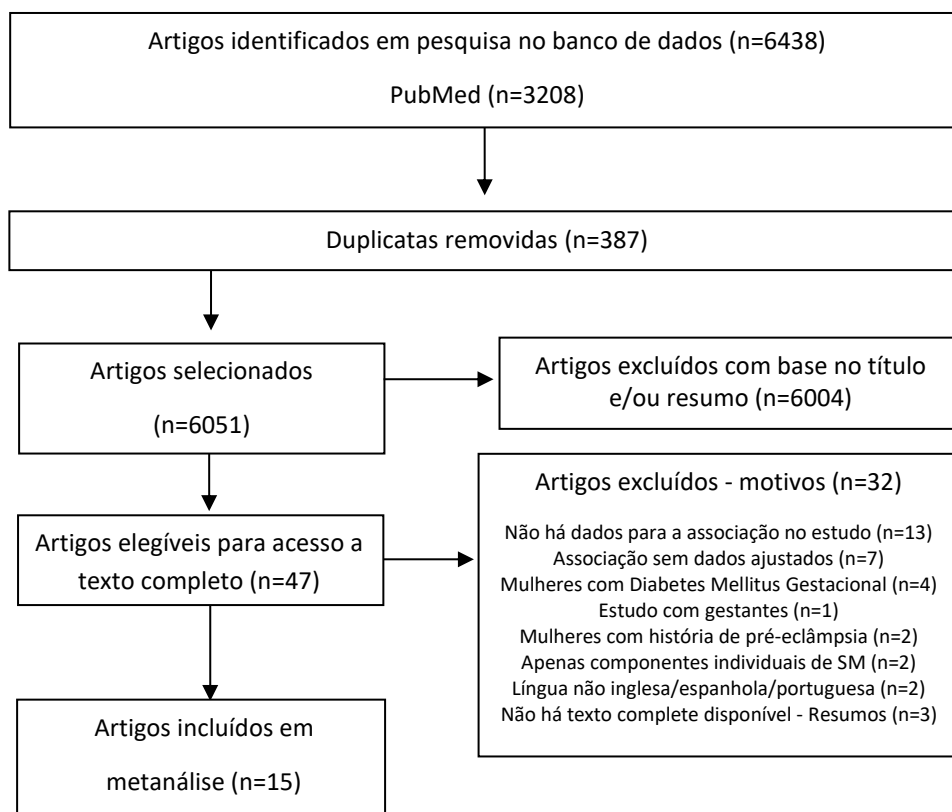 Artigos identificados em pesquisa no banco de dados (n=6438)
PubMed (n=3208)
Duplicatas removidas (n=387)
Artigos selecionados
(n=6051)
Artigos excluídos com base no título
e/ou resumo (n=6004)
Artigos elegíveis para acesso a
texto completo (n=47)
Artigos excluídos - motivos (n=32)
Não há dados para a associação no estudo (n=13)
Associação sem dados ajustados (n=7)
Mulheres com Diabetes Mellitus Gestacional (n=4)
Estudo com gestantes (n=1)
Mulheres com história de pré-eclâmpsia (n=2)
Apenas componentes individuais de SM (n=2)
Língua não inglesa/espanhola/portuguesa (n=2)
Não há texto complete disponível - Resumos (n=3)
Artigos incluídos em
metanálise (n=15)